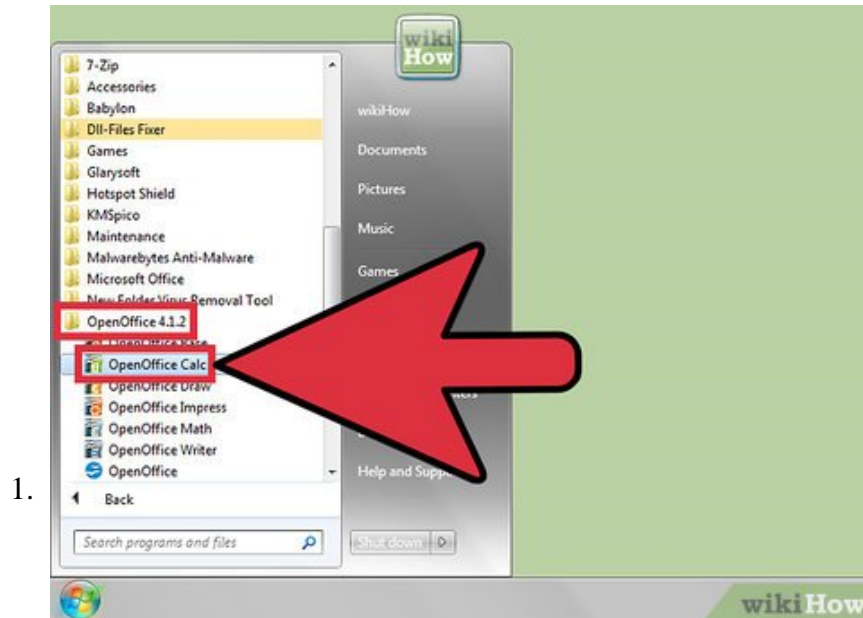 wiki
How
7-Zip
Accessories
Babylon
Dll-Files Fixer
Games
Glarysoft
Hotspot Shield
KMSpico
Maintenance
Malwarebytes Anti-Malware
Microsoft Office
New Folder Virus Removal Tool
OpenOffice 4.1.2
OpenOffice Base
OpenOffice Calc
OpenOffice Draw
OpenOffice Impress
OpenOffice Math
OpenOffice Writer
OpenOffice
Back
Search programs and files
wikiHow
Documents
Pictures
Music
Games
Help and
Shut down
1.
wikiHow